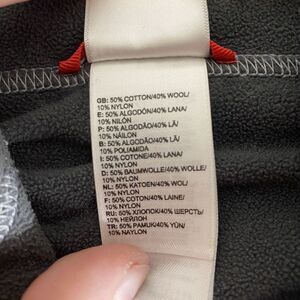 GB: 50% COTTON/40% WOOL/
10% NYLON
E: 50% ALGODÓN/40% LANA/
10% NILÓN
P: 50% ALGODÃO/40% LÃ/
10% NÁILON
B: 50% ALGODÃO/40% LÃ/
10% POLIAMIDA
I: 50% COTONE/40% LANA/
10% NYLON
D: 50% BAUMWOLLE/40% WOLLE/
10% NYLON
NL: 50% KATOEN/40% WOL/
10% NYLON
F: 50% COTON/40% LAINE/
10% NYLON
RU: 50% ХЛОПОК/40% ШЕРСТЬ/
10% НЕЙЛОН
TR: 50% PAMUK/40% YÜN/
10% NAYLON